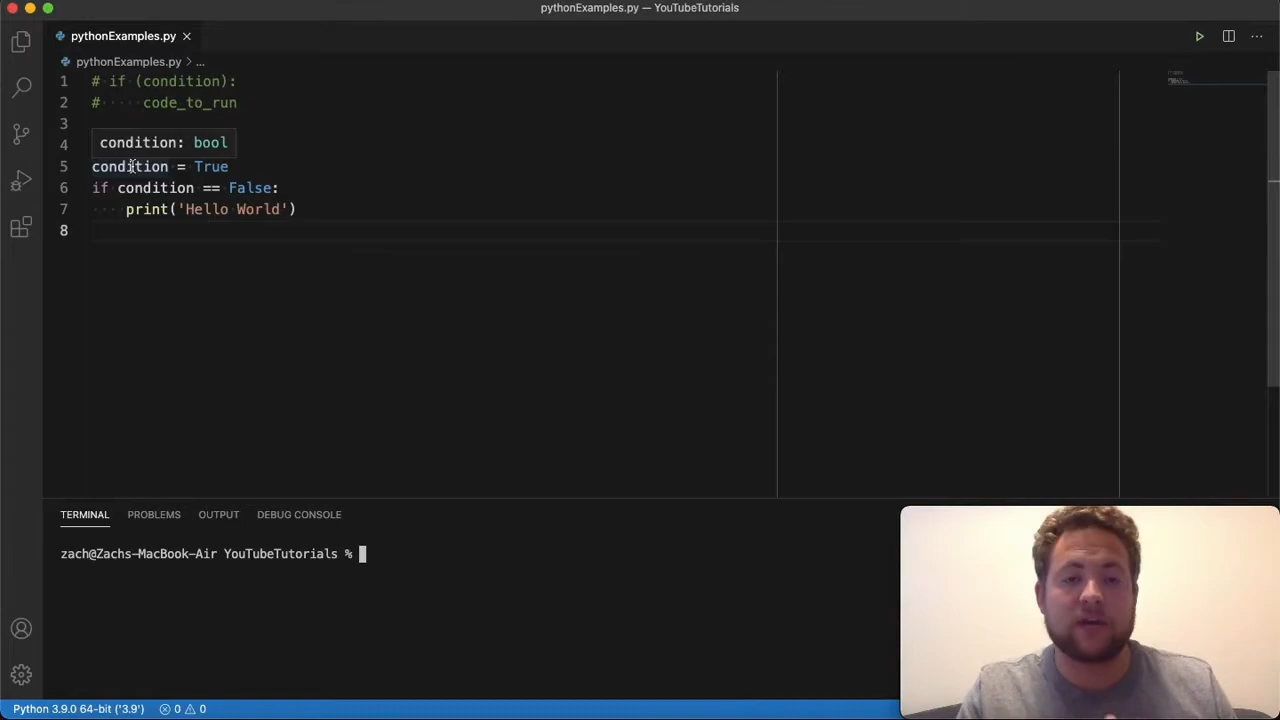 pythonExamples.py — YouTubeTutorials
pythonExamples.py
pythonExamples.py > ...
1 # if (condition):
2 # code_to_run
3
4
condition: bool
5 condition = True
6 if condition == False:
7 print('Hello World')
8
TERMINAL PROBLEMS OUTPUT DEBUG CONSOLE
zach@Zachs-MacBook-Air YouTubeTutorials %
Python 3.9.0 64-bit ('3.9') 0 0